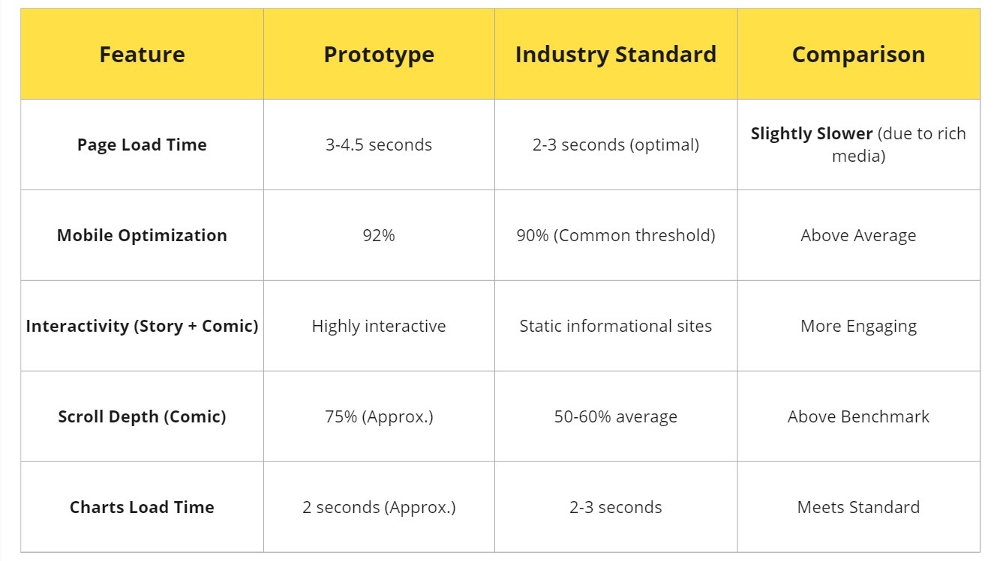 Feature Prototype Industry Standard Comparison
Page Load Time 3-4.5 seconds 2-3 seconds (optimal) Slightly Slower (due to rich
media)
Mobile Optimization 92% 90% (Common threshold) Above Average
Interactivity (Story + Comic) Highly interactive Static informational sites More Engaging
Scroll Depth (Comic) 75% (Approx.) 50-60% average Above Benchmark
Charts Load Time 2 seconds (Approx.) 2-3 seconds Meets Standard